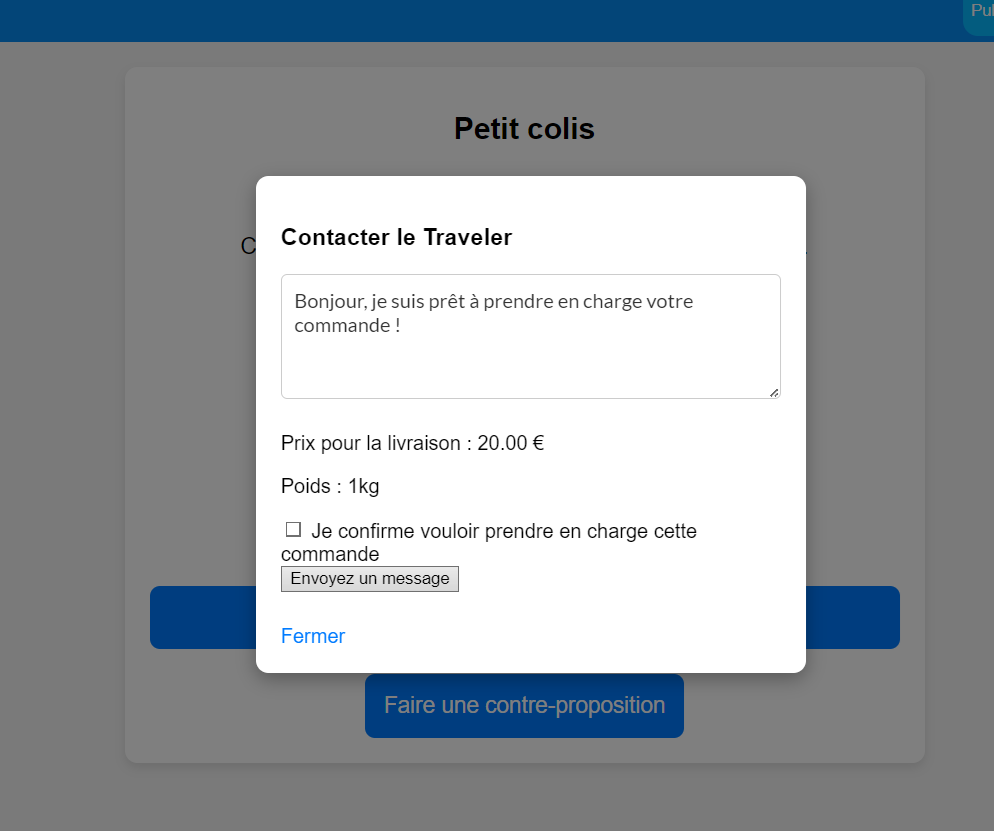 Petit colis
Contacter le Traveler
Bonjour, je suis prêt à prendre en charge votre
commande !
Prix pour la livraison : 20.00 €
Poids : 1kg
Je confirme vouloir prendre en charge cette
commande
Envoyez un message
Fermer
Faire une contre-proposition